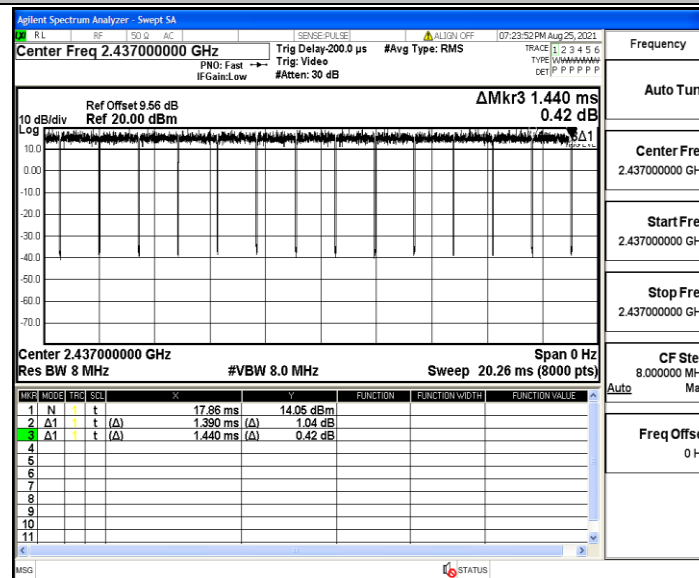 Agilent Spectrum Analyzer - Swept SA
RL RF 50 Ω AC SENSE:PULSE ALIGN OFF 07:23:52 PM Aug 25, 2021
Center Freq 2.437000000 GHz Trig Delay-200.0 µs #Avg Type: RMS TRACE 1 2 3 4 5 6
PNO: Fast Trig: Video TYPE
IFGain:Low #Atten: 30 dB DET P P P P P P
Ref Offset 9.56 dB ΔMkr3 1.440 ms
10 dB/div Ref 20.00 dBm 0.42 dB
Log
10.0
0.00
-10.0
-20.0
-30.0
-40.0
-50.0
-60.0
-70.0
3Δ1
Center 2.437000000 GHz Span 0 Hz
Res BW 8 MHz #VBW 8.0 MHz Sweep 20.26 ms (8000 pts)
MKR MODE TRC SCL X Y FUNCTION FUNCTION WIDTH FUNCTION VALUE
1 N 1 t 17.86 ms 14.05 dBm
2 Δ1 1 t (Δ) 1.390 ms (Δ) 1.04 dB
3 Δ1 1 t (Δ) 1.440 ms (Δ) 0.42 dB
4
5
6
7
8
9
10
11
MSG STATUS
Frequency
Auto Tun
Center Fre
2.437000000 GH
Start Fre
2.437000000 GH
Stop Fre
2.437000000 GH
CF Ste
8.000000 MH
Auto Ma
Freq Offse
0 H